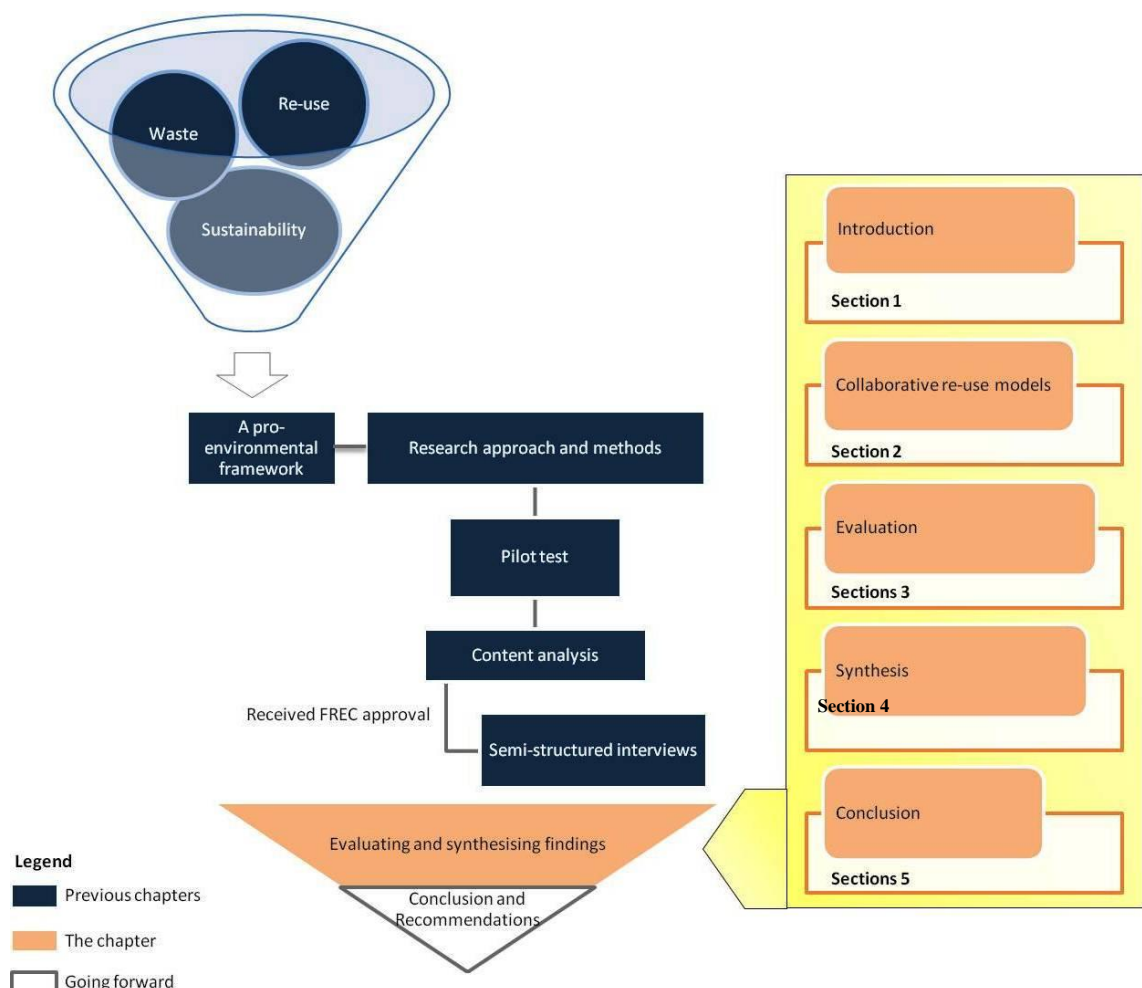 Re-use
Waste
Sustainability
A pro-
environmental
framework
Research approach and methods
Pilot test
Content analysis
Received FREC approval
Semi-structured interviews
Evaluating and synthesising findings
Conclusion and
Recommendations
Legend
Previous chapters
The chapter
Going forward
Introduction
Section 1
Collaborative re-use models
Section 2
Evaluation
Sections 3
Synthesis
Section 4
Conclusion
Sections 5